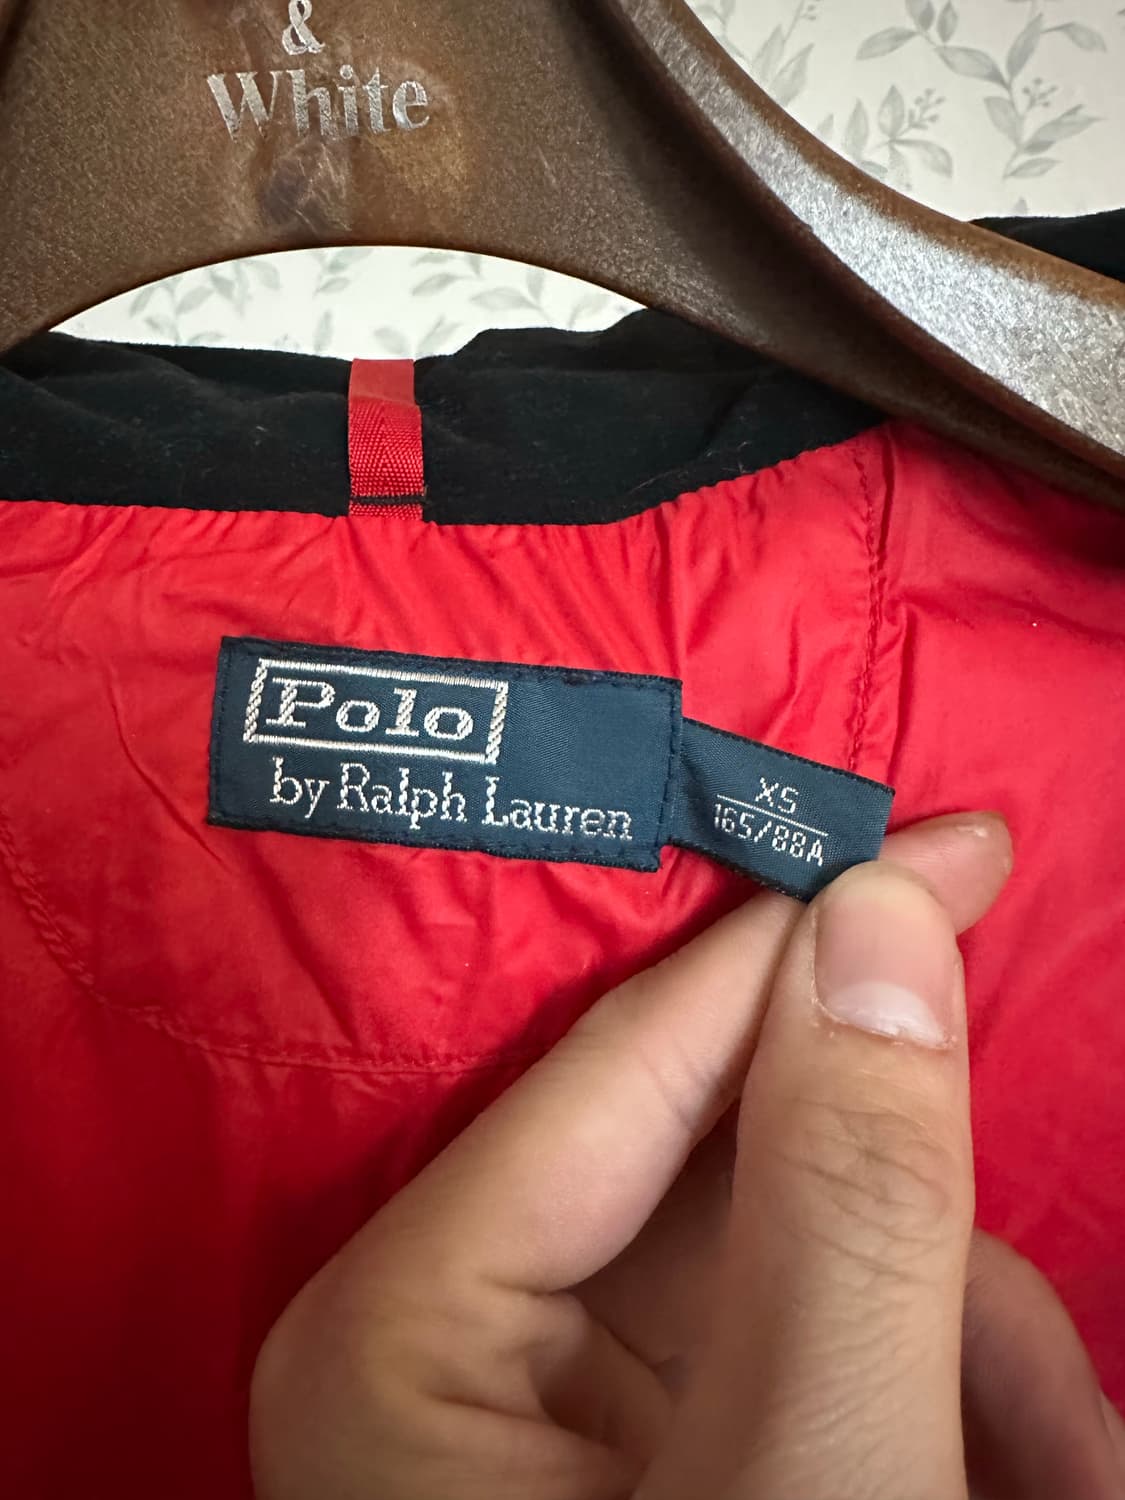 &
White
Polo
by Ralph Lauren
XS
165/88A